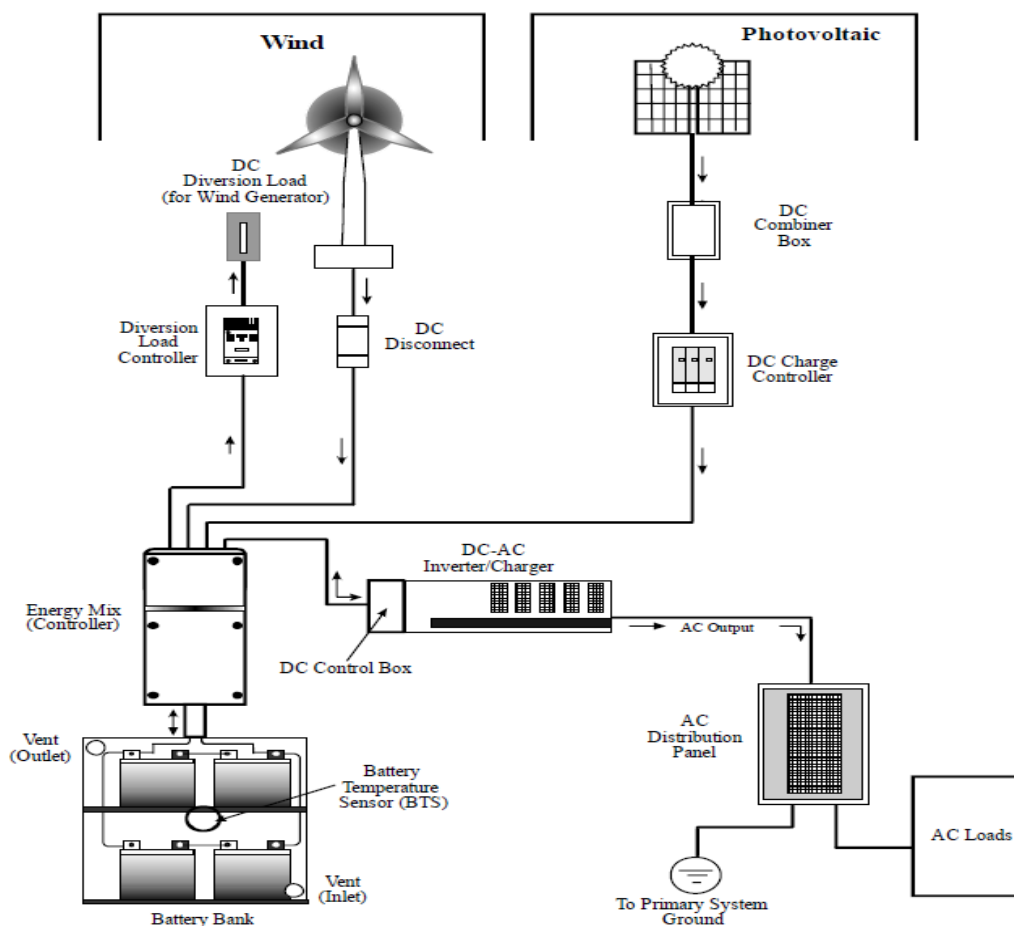 Wind
Photovoltaic
DC
Diversion Load
(for Wind Generator)
DC
Combiner
Box
Diversion
Load
Controller
DC
Disconnect
DC Charge
Controller
DC-AC
Inverter/Charger
Energy Mix
(Controller)
AC Output
DC Control Box
Vent
(Outlet)
Battery
Temperature
Sensor (BTS)
AC
Distribution
Panel
AC Loads
Vent
(Inlet)
To Primary System
Ground
Battery Bank